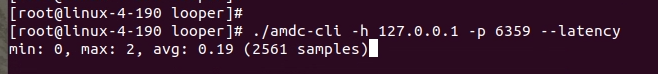 [root@linux-4-190 looper]#
[root@linux-4-190 looper]# ./amdc-cli -h 127.0.0.1 -p 6359 --latency
min: 0, max: 2, avg: 0.19 (2561 samples)